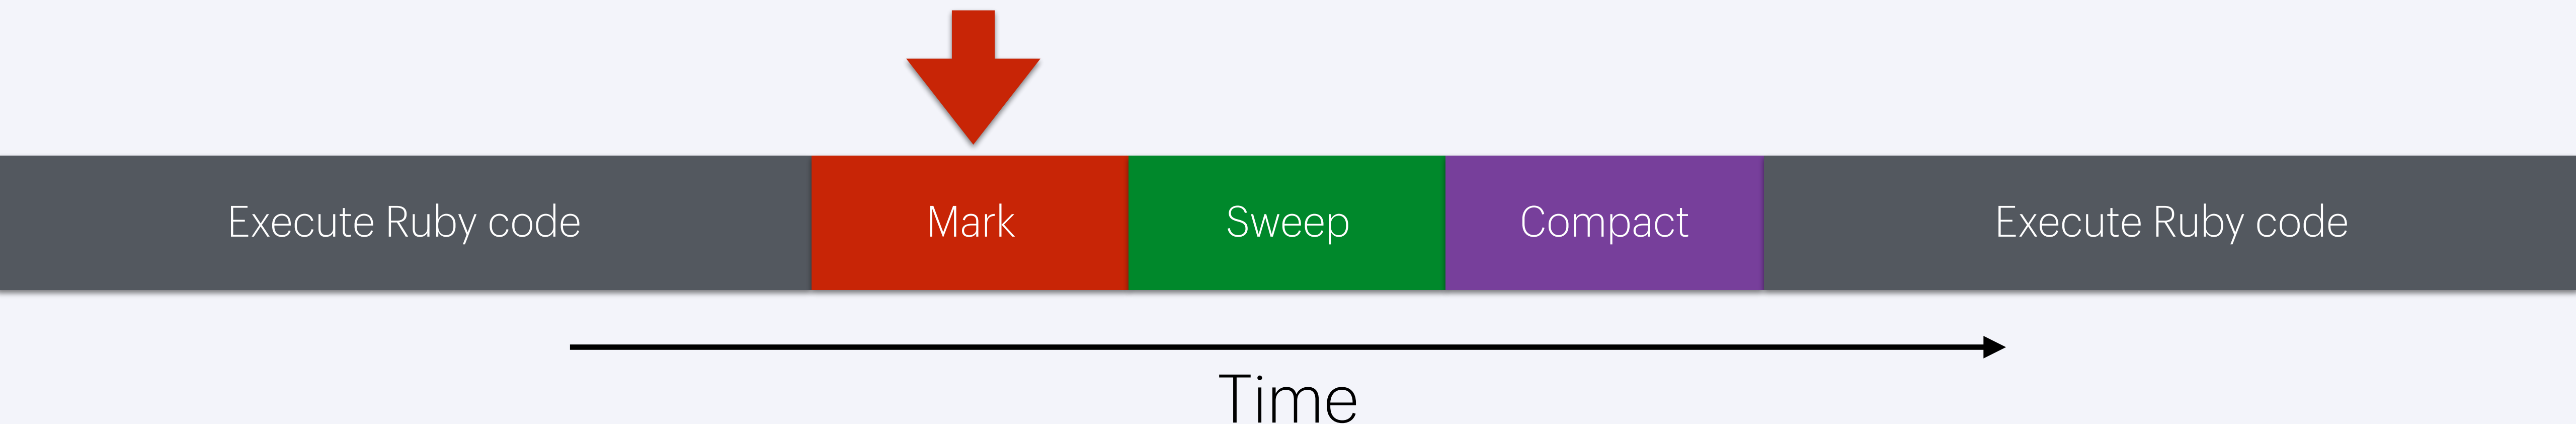 Execute Ruby code
Mark
Sweep
Compact
Execute Ruby code
Time